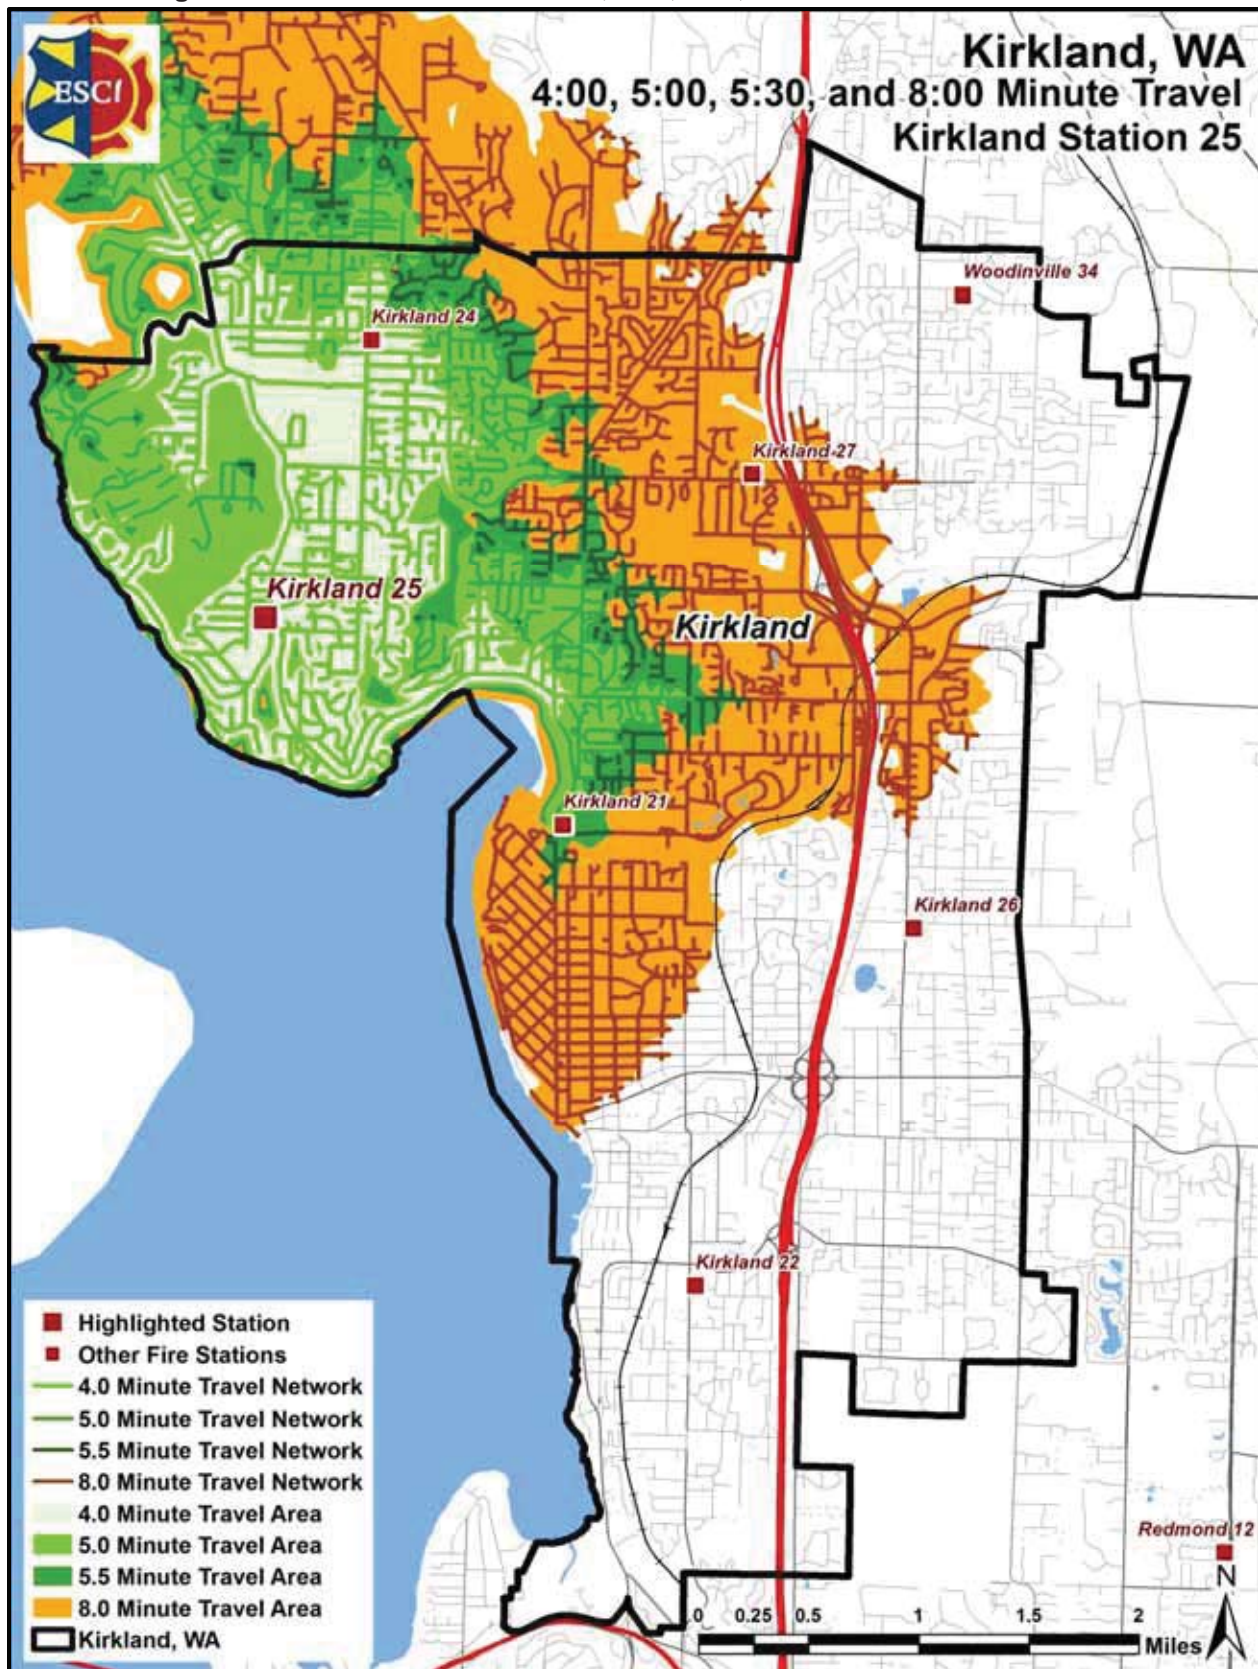 ESCi
Kirkland, WA
4:00, 5:00, 5:30, and 8:00 Minute Travel
Kirkland Station 25
Woodinville 34
Kirkland 24
Kirkland 27
Kirkland 25
Kirkland
Kirkland 21
Kirkland 26
Kirkland 22
Highlighted Station
Other Fire Stations
4.0 Minute Travel Network
5.0 Minute Travel Network
5.5 Minute Travel Network
8.0 Minute Travel Network
4.0 Minute Travel Area
5.0 Minute Travel Area
5.5 Minute Travel Area
8.0 Minute Travel Area
Kirkland, WA
Redmond 12
N
0 0.25 0.5 1 1.5 2
Miles